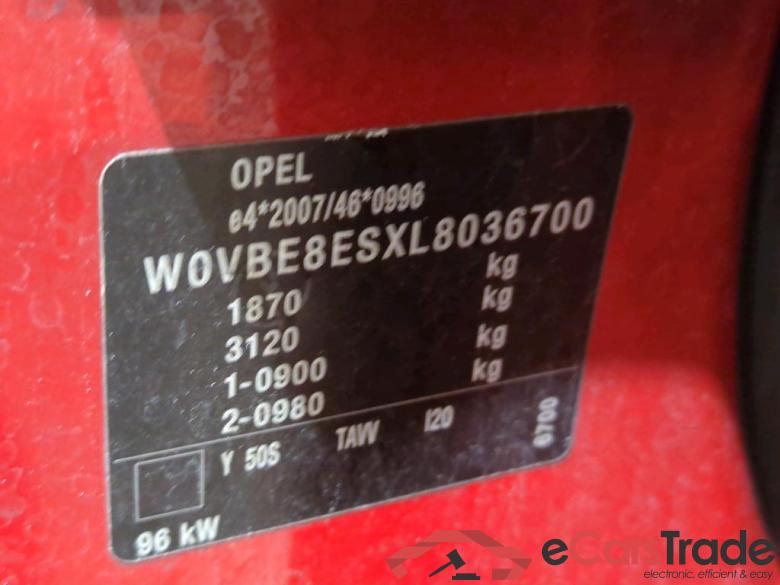 OPEL
e4*2007/46*0996
W0VBE8ESXL8036700
1870 kg
3120 kg
1-0900 kg
2-0980 kg
Y 50S TAVV I20 6700
96 kW
eCarsTrade
electronic, efficient & easy